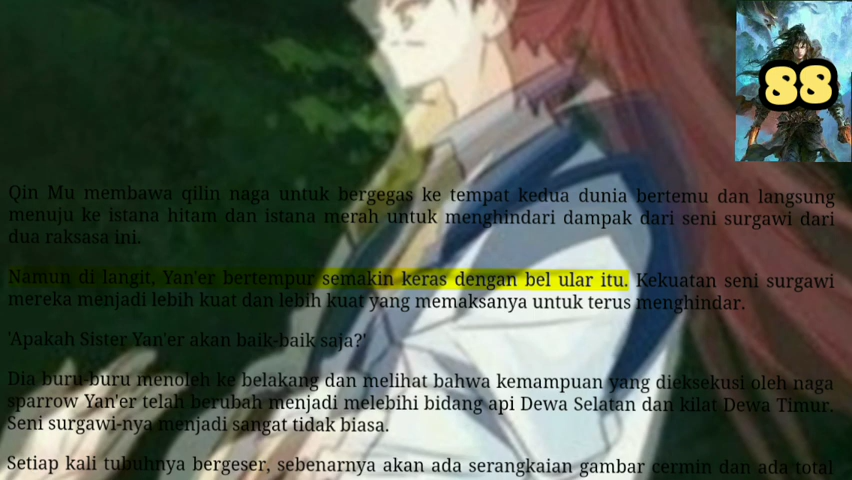 88
Qin Mu membawa qilin naga untuk bergegas ke tempat kedua dunia bertemu dan langsung
menuju ke istana hitam dan istana merah untuk menghindari dampak dari seni surgawi dari
dua raksasa ini.
Namun di langit, Yan'er bertempur semakin keras dengan bel ular itu. Kekuatan seni surgawi
mereka menjadi lebih kuat dan lebih kuat yang memaksanya untuk terus menghindar.
'Apakah Sister Yan'er akan baik-baik saja?'
Dia buru-buru menoleh ke belakang dan melihat bahwa kemampuan yang dieksekusi oleh naga
sparrow Yan'er telah berubah menjadi melebihi bidang api Dewa Selatan dan kilat Dewa Timur.
Seni surgawi-nya menjadi sangat tidak biasa.
Setiap kali tubuhnya bergeser, sebenarnya akan ada serangkaian gambar cermin dan ada total